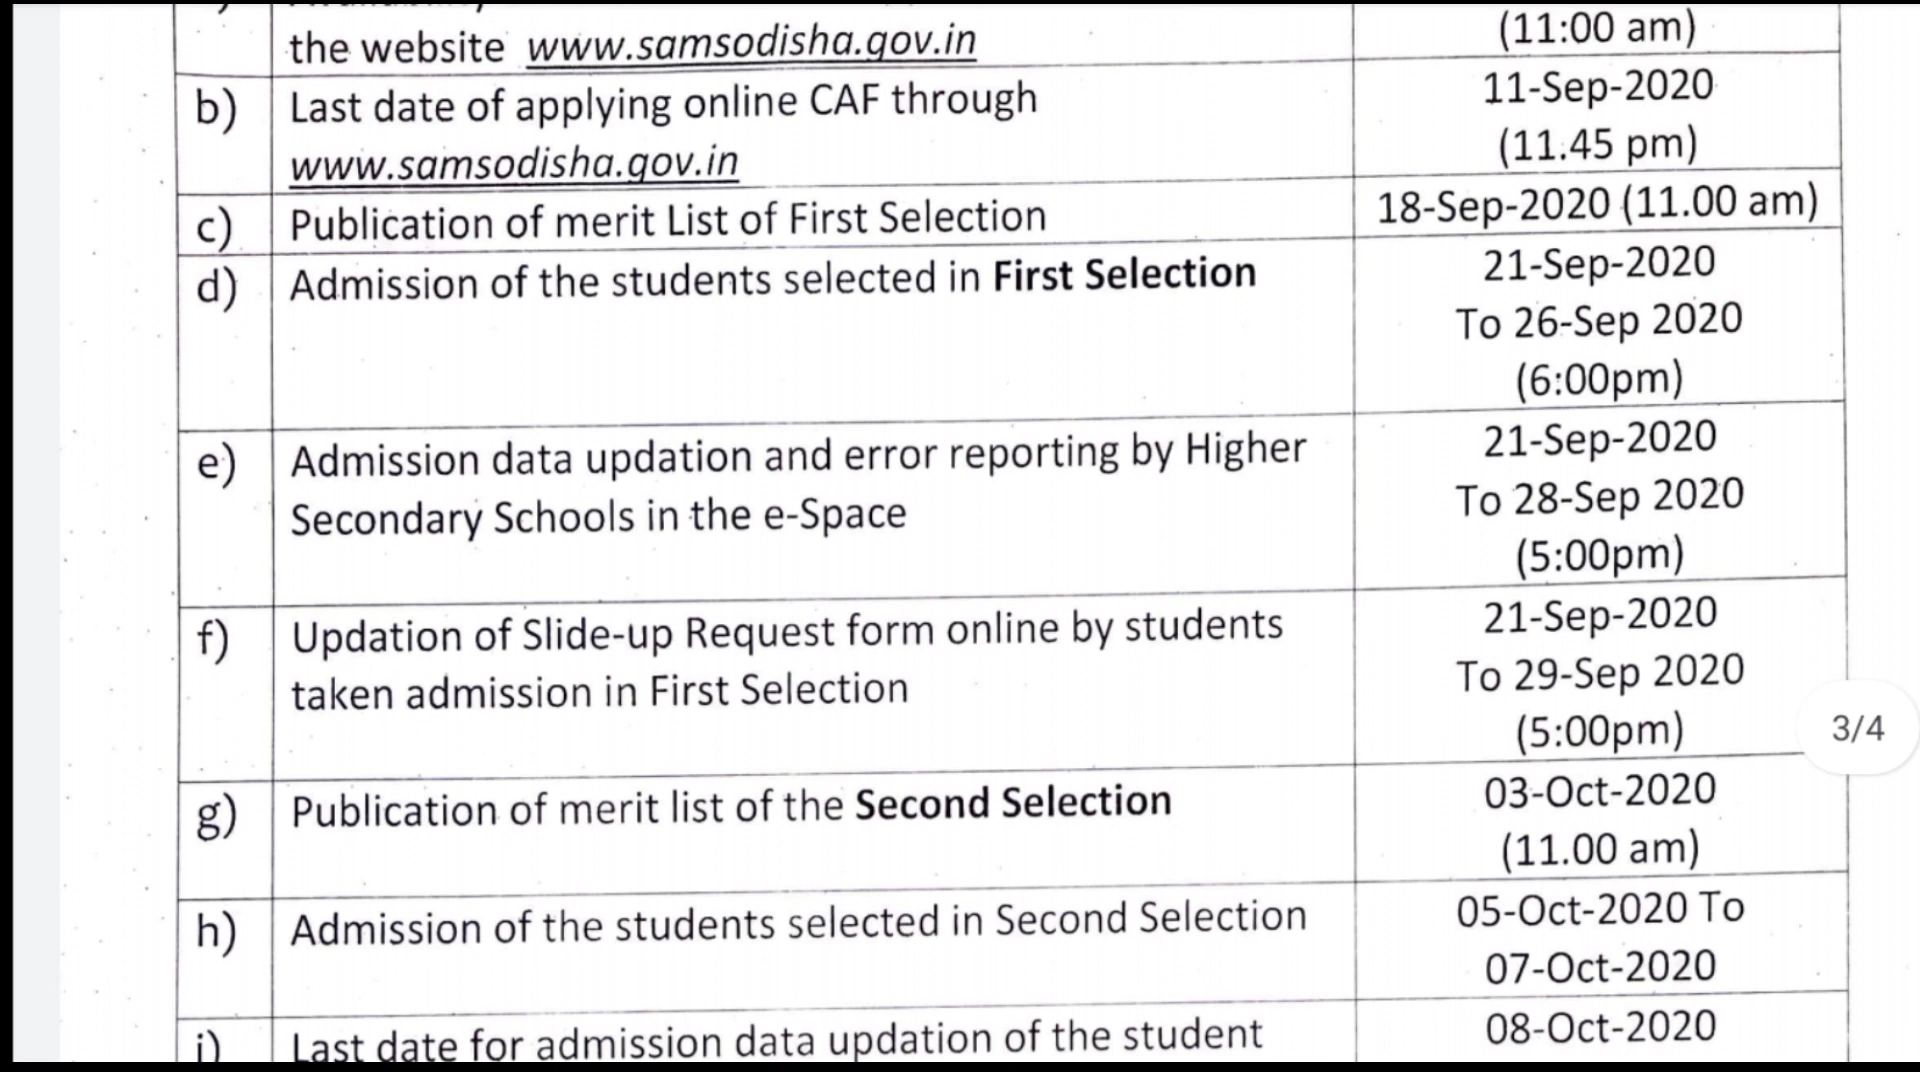 the website www.samsodisha.gov.in
(11:00 am)
b) Last date of applying online CAF through
www.samsodisha.gov.in
11-Sep-2020
(11.45 pm)
c) Publication of merit List of First Selection
18-Sep-2020 (11.00 am)
d) Admission of the students selected in First Selection
21-Sep-2020
To 26-Sep 2020
(6:00pm)
e) Admission data updation and error reporting by Higher
Secondary Schools in the e-Space
21-Sep-2020
To 28-Sep 2020
(5:00pm)
f) Updation of Slide-up Request form online by students
taken admission in First Selection
21-Sep-2020
To 29-Sep 2020
(5:00pm)
3/4
g) Publication of merit list of the Second Selection
03-Oct-2020
(11.00 am)
h) Admission of the students selected in Second Selection
05-Oct-2020 To
07-Oct-2020
i) Last date for admission data updation of the student
08-Oct-2020